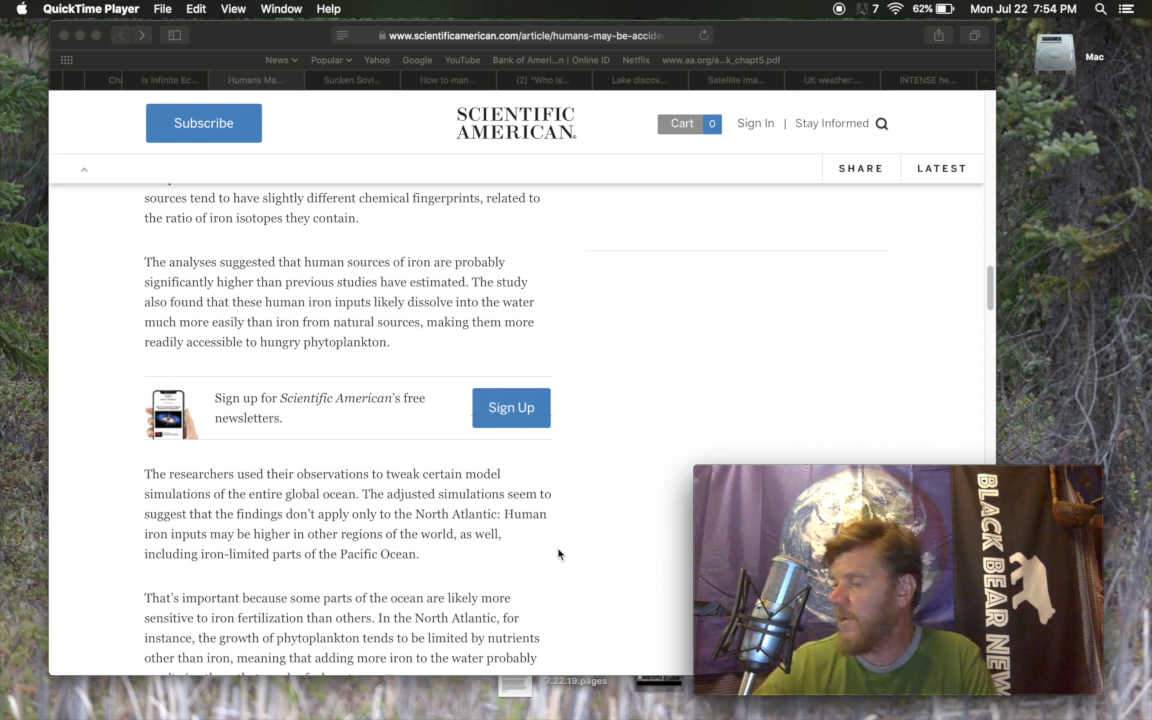 QuickTime Player File Edit View Window Help 7 62% Mon Jul 22 7:54 PM
www.scientificamerican.com/article/humans-may-be-accide
Mac
News Popular Yahoo Google YouTube Bank of Ameri...n | Online ID Netflix www.aa.org/a...k_chapt5.pdf
Ch Is Infinite Ec... Humans Ma... Sunken Sovi... How to man... (2) "Who Is... Lake discov... Satellite Ima... UK weather:... INTENSE he...
Subscribe
SCIENTIFIC
AMERICAN®
Cart 0 Sign In | Stay Informed
SHARE LATEST
sources tend to have slightly different chemical fingerprints, related to
the ratio of iron isotopes they contain.
The analyses suggested that human sources of iron are probably
significantly higher than previous studies have estimated. The study
also found that these human iron inputs likely dissolve into the water
much more easily than iron from natural sources, making them more
readily accessible to hungry phytoplankton.
Sign up for Scientific American's free
newsletters.
Sign Up
The researchers used their observations to tweak certain model
simulations of the entire global ocean. The adjusted simulations seem to
suggest that the findings don't apply only to the North Atlantic: Human
iron inputs may be higher in other regions of the world, as well,
including iron-limited parts of the Pacific Ocean.
That's important because some parts of the ocean are likely more
sensitive to iron fertilization than others. In the North Atlantic, for
instance, the growth of phytoplankton tends to be limited by nutrients
other than iron, meaning that adding more iron to the water probably
BLACK BEAR NEW
7.22.19.pages